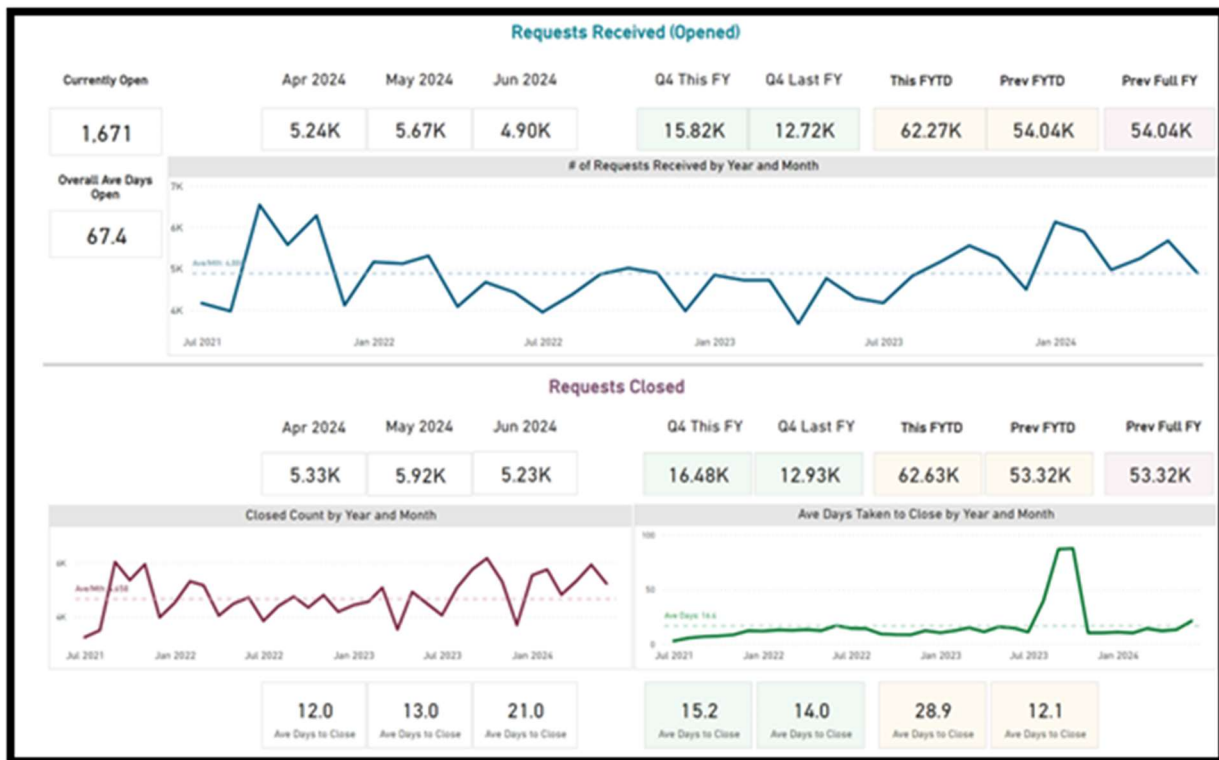 Requests Received (Opened)
Currently Open
Apr 2024 May 2024 Jun 2024 Q4 This FY Q4 Last FY This FYTD Prev FYTD Prev Full FY
1,671
5.24K 5.67K 4.90K 15.82K 12.72K 62.27K 54.04K 54.04K
# of Requests Received by Year and Month
Overall Ave Days
Open
67.4
7K
6K
5K
4K
Ave/Mth:
Jul 2021 Jan 2022 Jul 2022 Jan 2023 Jul 2023 Jan 2024
Requests Closed
Apr 2024 May 2024 Jun 2024 Q4 This FY Q4 Last FY This FYTD Prev FYTD Prev Full FY
5.33K 5.92K 5.23K 16.48K 12.93K 62.63K 53.32K 53.32K
Closed Count by Year and Month
6K
Ave/Mth:
4K
Jul 2021 Jan 2022 Jul 2022 Jan 2023 Jul 2023 Jan 2024
Ave Days Taken to Close by Year and Month
100
50
Ave Days:
0
Jul 2021 Jan 2022 Jul 2022 Jan 2023 Jul 2023 Jan 2024
12.0 13.0 21.0 15.2 14.0 28.9 12.1
Ave Days to Close Ave Days to Close Ave Days to Close Ave Days to Close Ave Days to Close Ave Days to Close Ave Days to Close